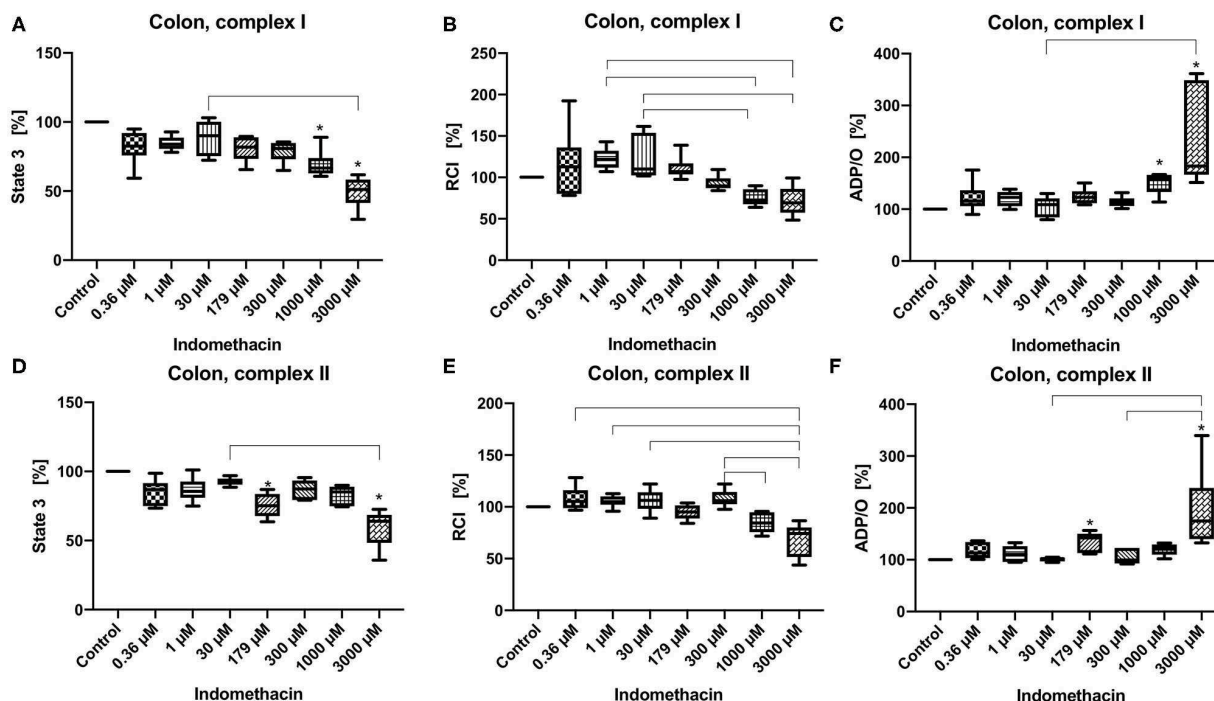 A
Colon, complex I
State 3 [%]
150
100
50
0
*
*
Control
0.36 µM
1 µM
30 µM
179 µM
300 µM
1000 µM
3000 µM
Indomethacin
B
Colon, complex I
RCI [%]
250
200
150
100
50
0
Control
0.36 µM
1 µM
30 µM
179 µM
300 µM
1000 µM
3000 µM
Indomethacin
C
Colon, complex I
ADP/O [%]
400
300
200
100
0
*
*
Control
0.36 µM
1 µM
30 µM
179 µM
300 µM
1000 µM
3000 µM
Indomethacin
D
Colon, complex II
State 3 [%]
150
100
50
0
*
*
Control
0.36 µM
1 µM
30 µM
179 µM
300 µM
1000 µM
3000 µM
Indomethacin
E
Colon, complex II
RCI [%]
200
150
100
50
0
Control
0.36 µM
1 µM
30 µM
179 µM
300 µM
1000 µM
3000 µM
Indomethacin
F
Colon, complex II
ADP/O [%]
400
300
200
100
0
*
*
Control
0.36 µM
1 µM
30 µM
179 µM
300 µM
1000 µM
3000 µM
Indomethacin